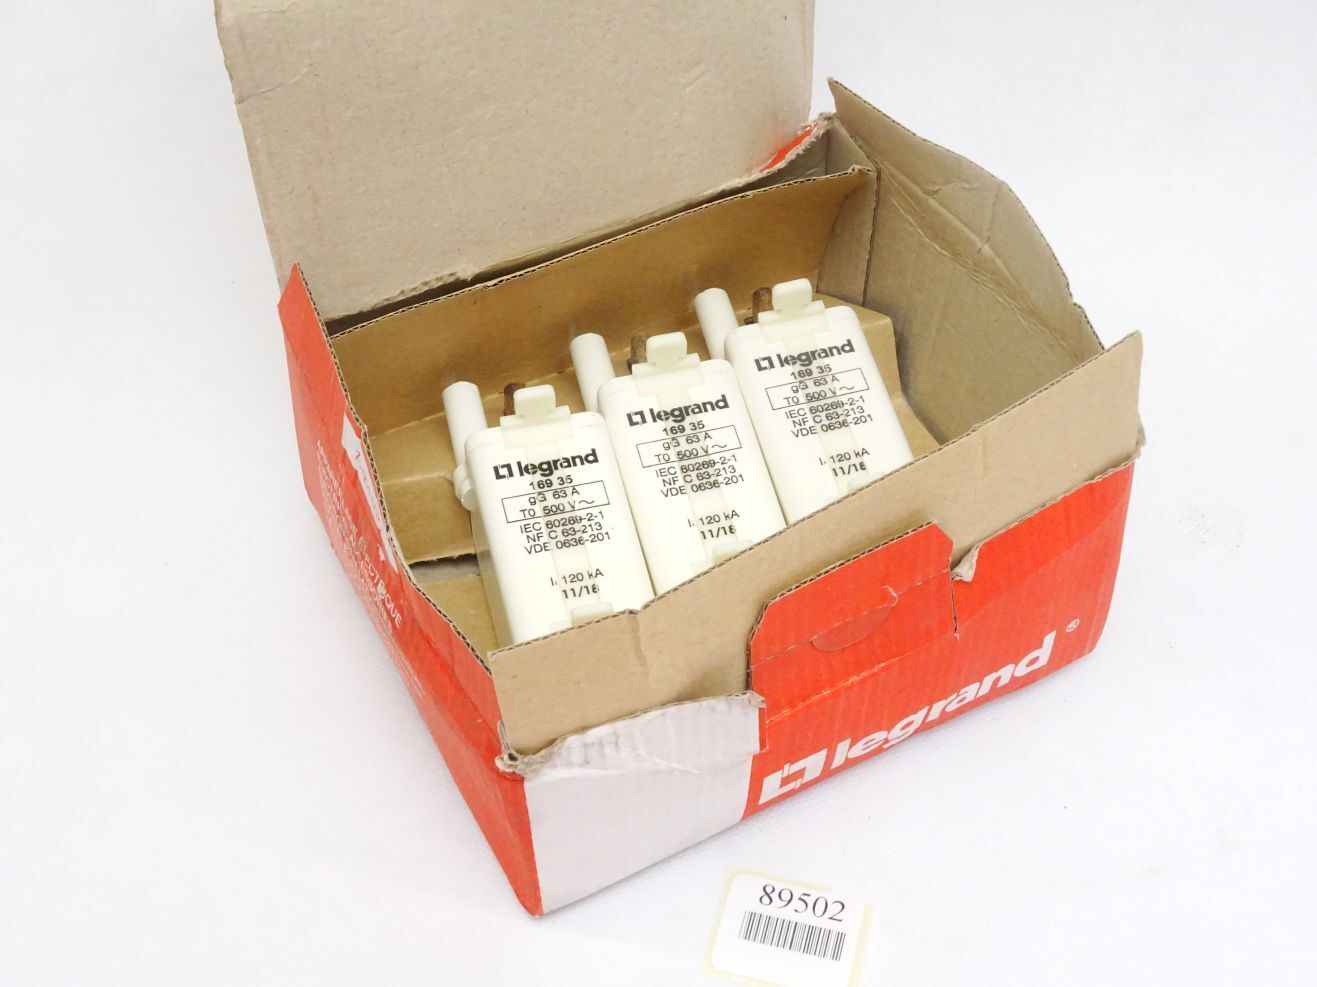 legrand
169 35
gG 63 A
T0 500 V ~
IEC 60269-2-1
NF C 63-213
VDE 0636-201
I₁ 120 kA
11/18
legrand
169 35
gG 63 A
T0 500 V ~
IEC 60269-2-1
NF C 63-213
VDE 0636-201
I₁ 120 kA
11/18
legrand
169 35
gG 63 A
T0 500 V ~
IEC 60269-2-1
NF C 63-213
VDE 0636-201
I₁ 120 kA
11/18
legrand®
89502